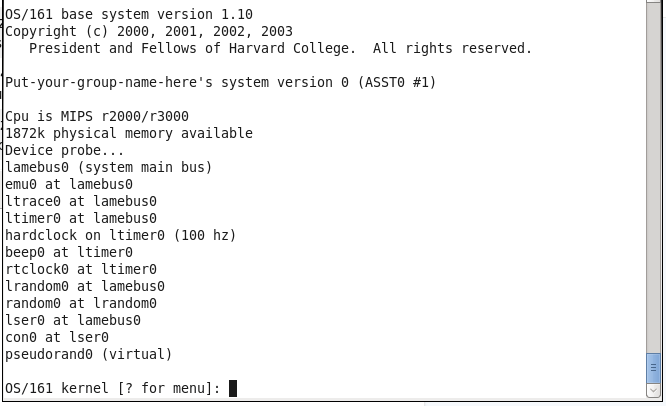 OS/161 base system version 1.10
Copyright (c) 2000, 2001, 2002, 2003
President and Fellows of Harvard College.  All rights reserved.
Put-your-group-name-here's system version 0 (ASST0 #1)
Cpu is MIPS r2000/r3000
1872k physical memory available
Device probe...
lamebus0 (system main bus)
emu0 at lamebus0
ltrace0 at lamebus0
ltimer0 at lamebus0
hardclock on ltimer0 (100 hz)
beep0 at ltimer0
rtclock0 at ltimer0
lrandom0 at lamebus0
random0 at lrandom0
lser0 at lamebus0
con0 at lser0
pseudorand0 (virtual)
OS/161 kernel [? for menu]: